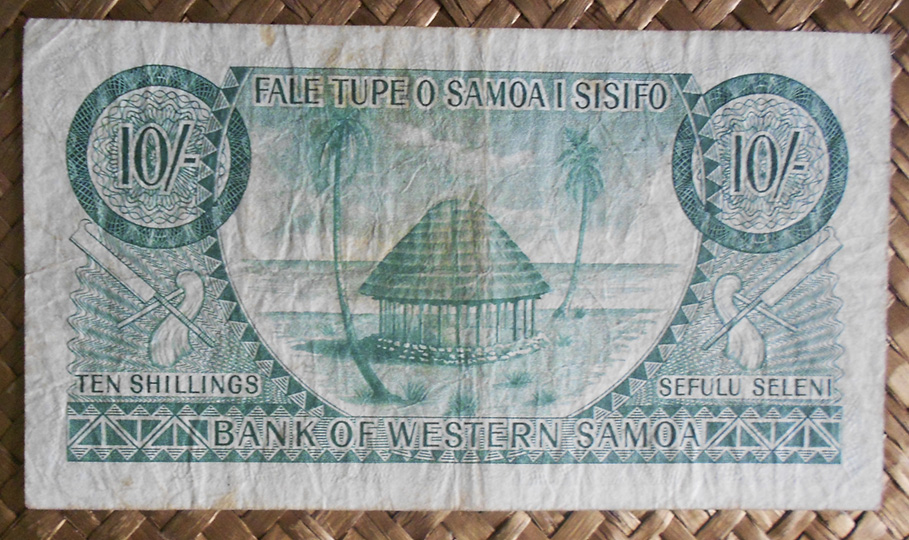 FALE TUPE O SAMOA I SISIFO
10/-
10/-
TEN SHILLINGS
SEFULU SELENI
BANK OF WESTERN SAMOA